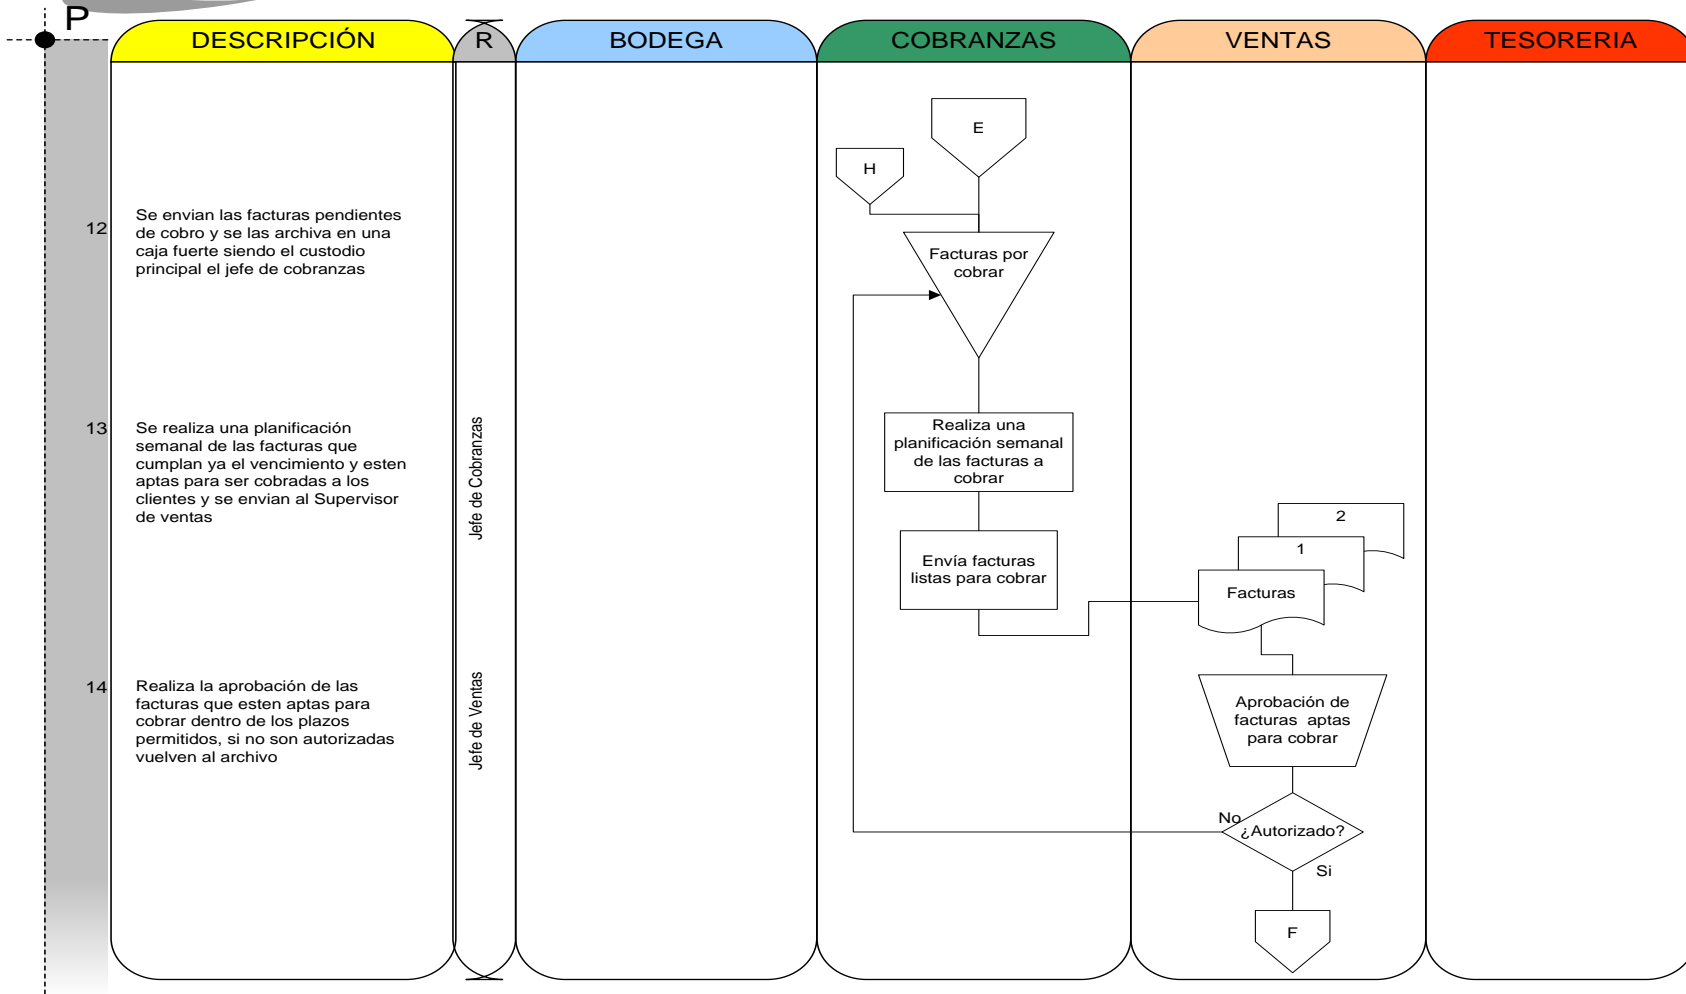 P
DESCRIPCIÓN
R
BODEGA
COBRANZAS
VENTAS
TESORERIA
E
H
12
Se envian las facturas pendientes
de cobro y se las archiva en una
caja fuerte siendo el custodio
principal el jefe de cobranzas
Facturas por
cobrar
13
Se realiza una planificación
semanal de las facturas que
cumplan ya el vencimiento y esten
aptas para ser cobradas a los
clientes y se envian al Supervisor
de ventas
Jefe de Cobranzas
Realiza una
planificación semanal
de las facturas a
cobrar
Envía facturas
listas para cobrar
2
1
Facturas
14
Realiza la aprobación de las
facturas que esten aptas para
cobrar dentro de los plazos
permitidos, si no son autorizadas
vuelven al archivo
Jefe de Ventas
Aprobación de
facturas aptas
para cobrar
No
¿Autorizado?
Si
F